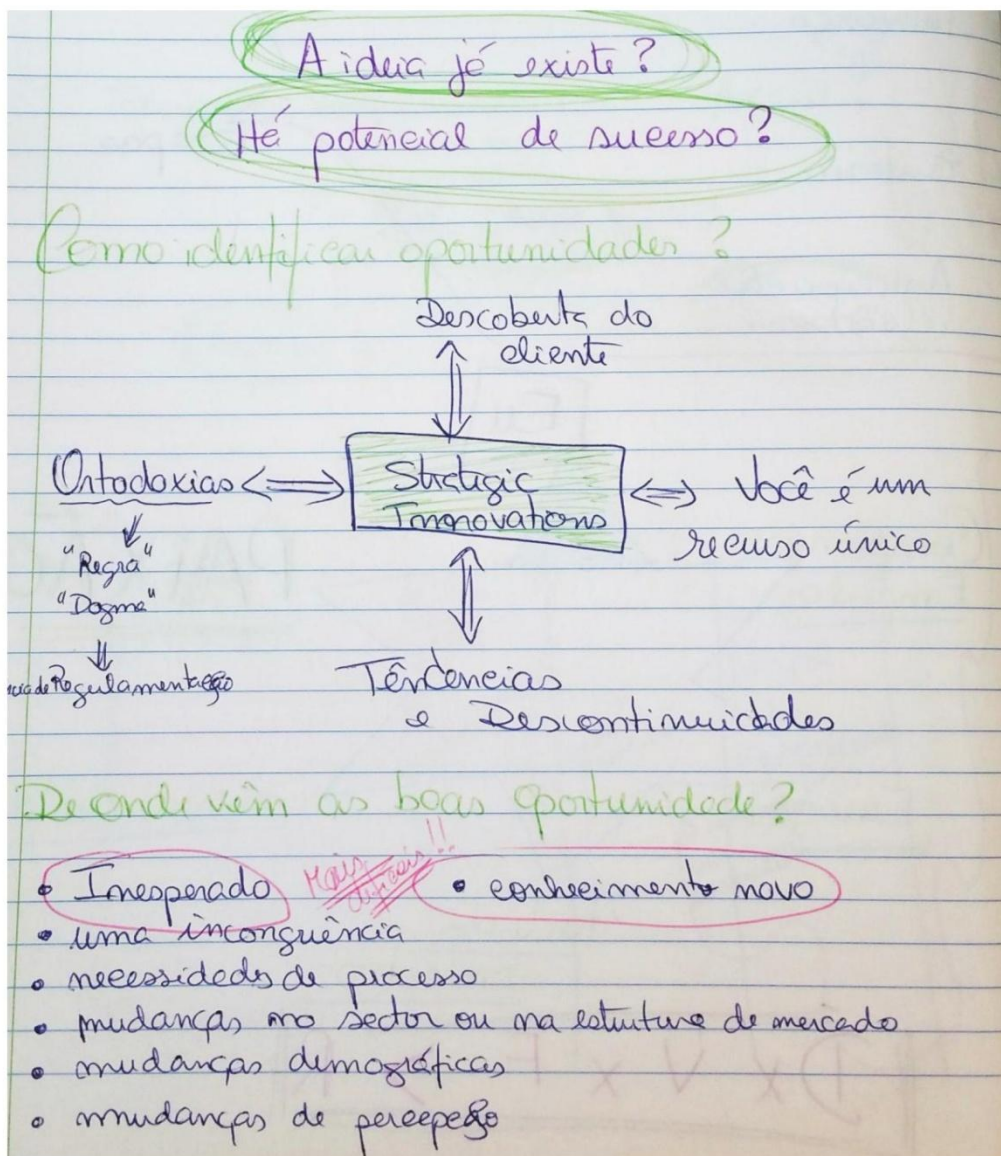 A ideia já existe?
Há potencial de sucesso?
Como identificar oportunidades?
Descoberta do
cliente
Ortodoxias
Strategic
Innovations
Você é um
recuso único
"Regra"
"Dogma"
Regulamentação
Têndencias
e Descontinuidades
De onde vêm as boas oportunidade?
• Inesperado
Mais
difíceis!!
• conhecimento novo
• uma incongruência
• necessidades de processo
• mudanças no sector ou na estrutura de mercado
• mudanças demográficas
• mudanças de percepção